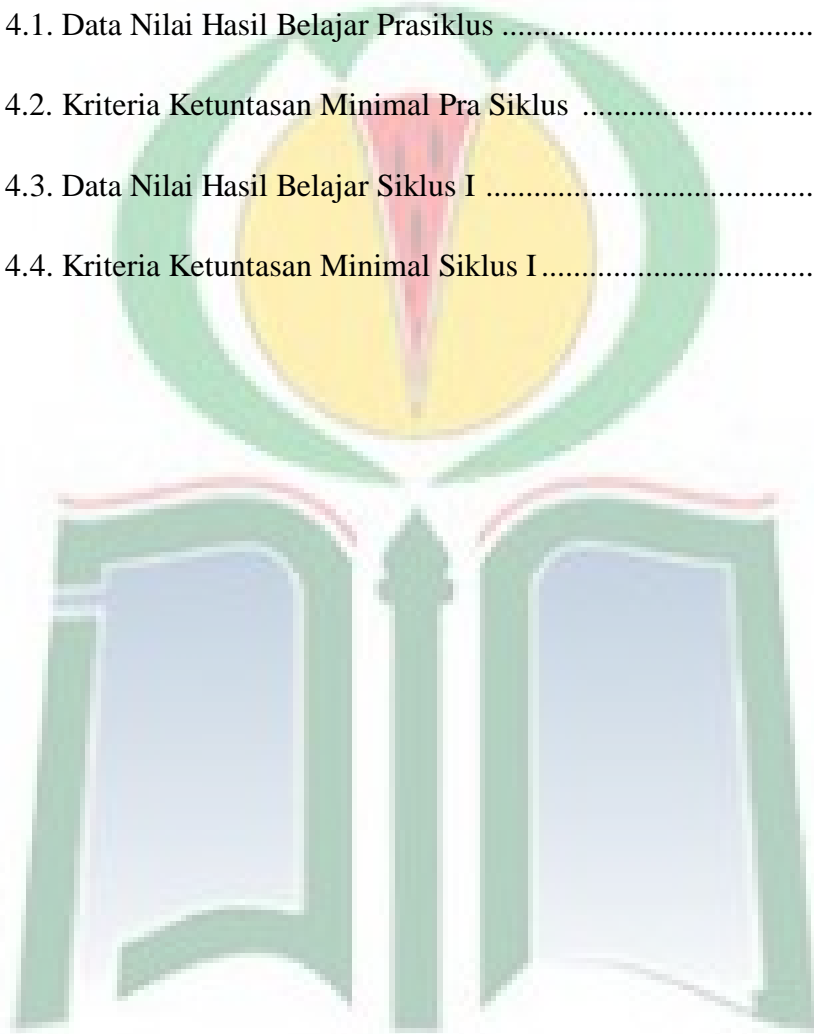 4.1. Data Nilai Hasil Belajar Prasiklus .......................................
4.2. Kriteria Ketuntasan Minimal Pra Siklus .............................
4.3. Data Nilai Hasil Belajar Siklus I .........................................
4.4. Kriteria Ketuntasan Minimal Siklus I ..................................